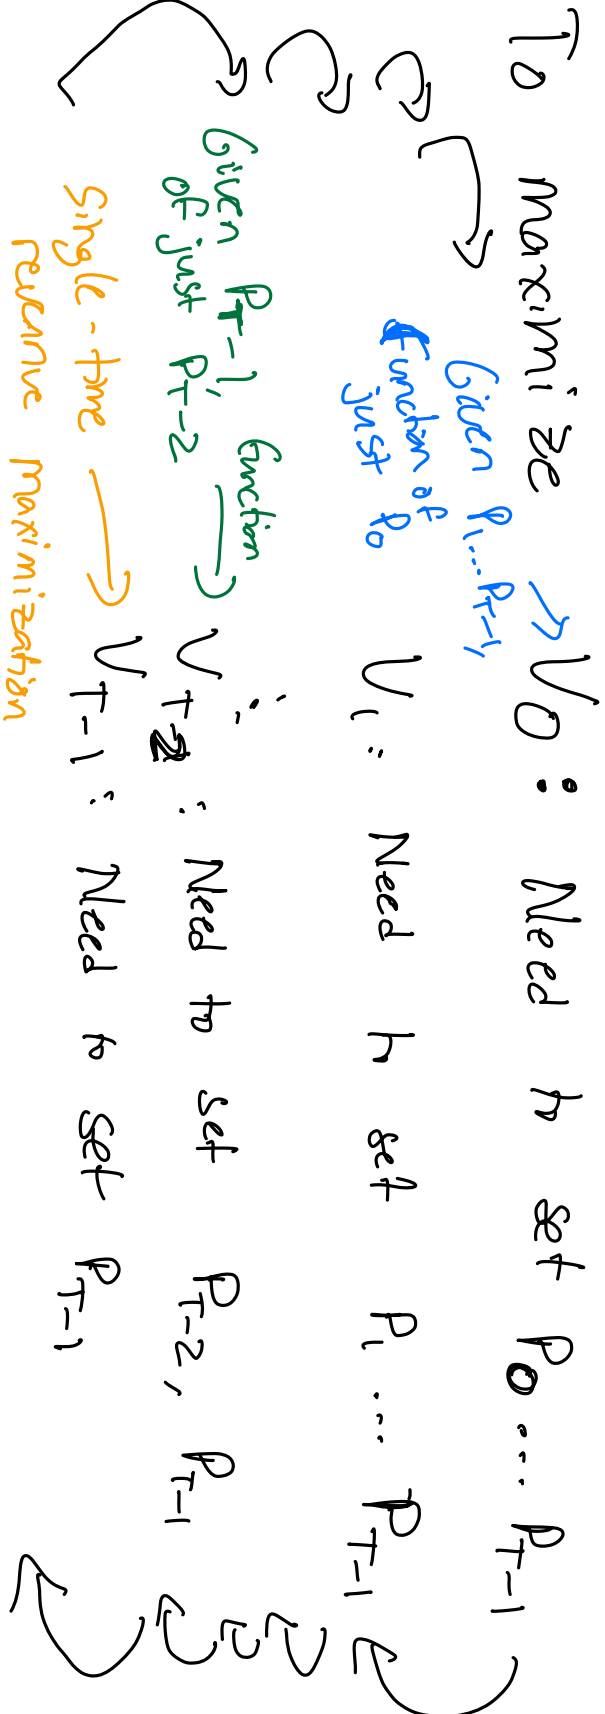 To maximize V0 : Need to set P0 ... PT-1
Given P1...PT-1,
function of
just P0
V1 : Need to set P1 ... PT-1
⋮
Given PT-1, function
of just PT-2
VT-2 : Need to set PT-2, PT-1
VT-1 : Need to set PT-1
Single-time
revenue maximization